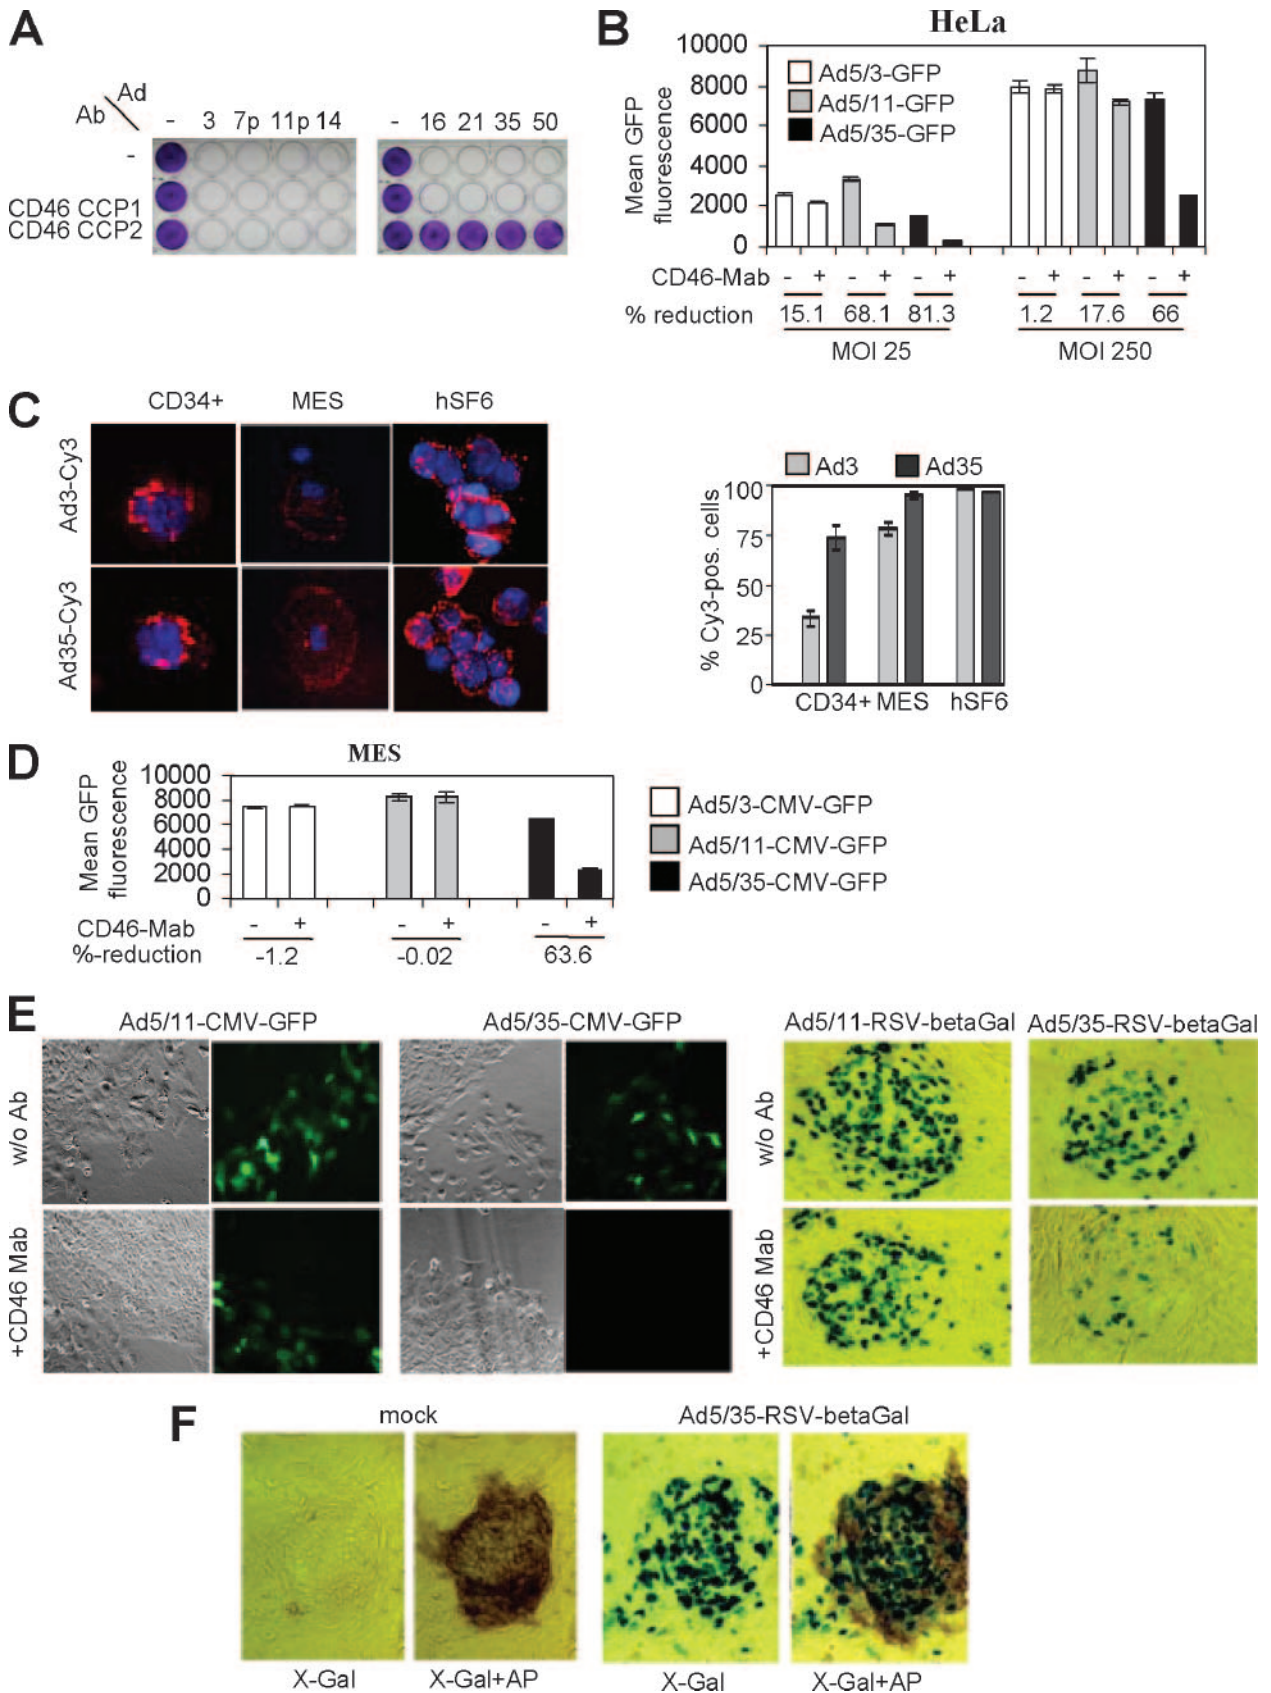 A
Ad
Ab
- 3 7p 11p 14
- 16 21 35 50
-
CD46 CCP1
CD46 CCP2
B
HeLa
Mean GFP
fluorescence
10000
8000
6000
4000
2000
0
Ad5/3-GFP
Ad5/11-GFP
Ad5/35-GFP
CD46-Mab - + - + - + - + - + - +
% reduction 15.1 68.1 81.3 1.2 17.6 66
MOI 25 MOI 250
C
CD34+ MES hSF6
Ad3-Cy3
Ad35-Cy3
Ad3 Ad35
% Cy3-pos. cells
100
75
50
25
0
CD34+ MES hSF6
D
MES
Mean GFP
fluorescence
10000
8000
6000
4000
2000
0
CD46-Mab - + - + - +
%-reduction -1.2 -0.02 63.6
Ad5/3-CMV-GFP
Ad5/11-CMV-GFP
Ad5/35-CMV-GFP
E
Ad5/11-CMV-GFP Ad5/35-CMV-GFP Ad5/11-RSV-betaGal Ad5/35-RSV-betaGal
w/o Ab w/o Ab
+CD46 Mab +CD46 Mab
F
mock Ad5/35-RSV-betaGal
X-Gal X-Gal+AP X-Gal X-Gal+AP